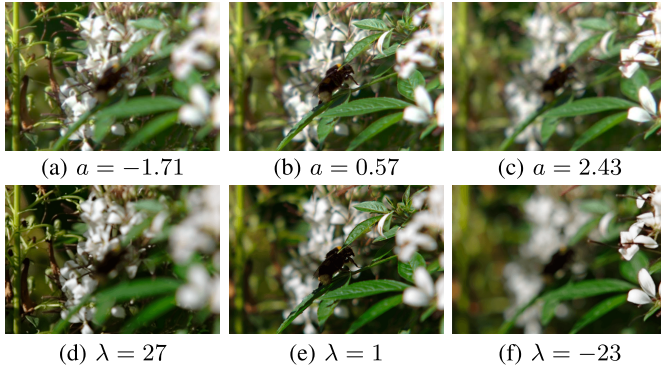 (a) a = −1.71 (b) a = 0.57 (c) a = 2.43
(d) λ = 27 (e) λ = 1 (f) λ = −23